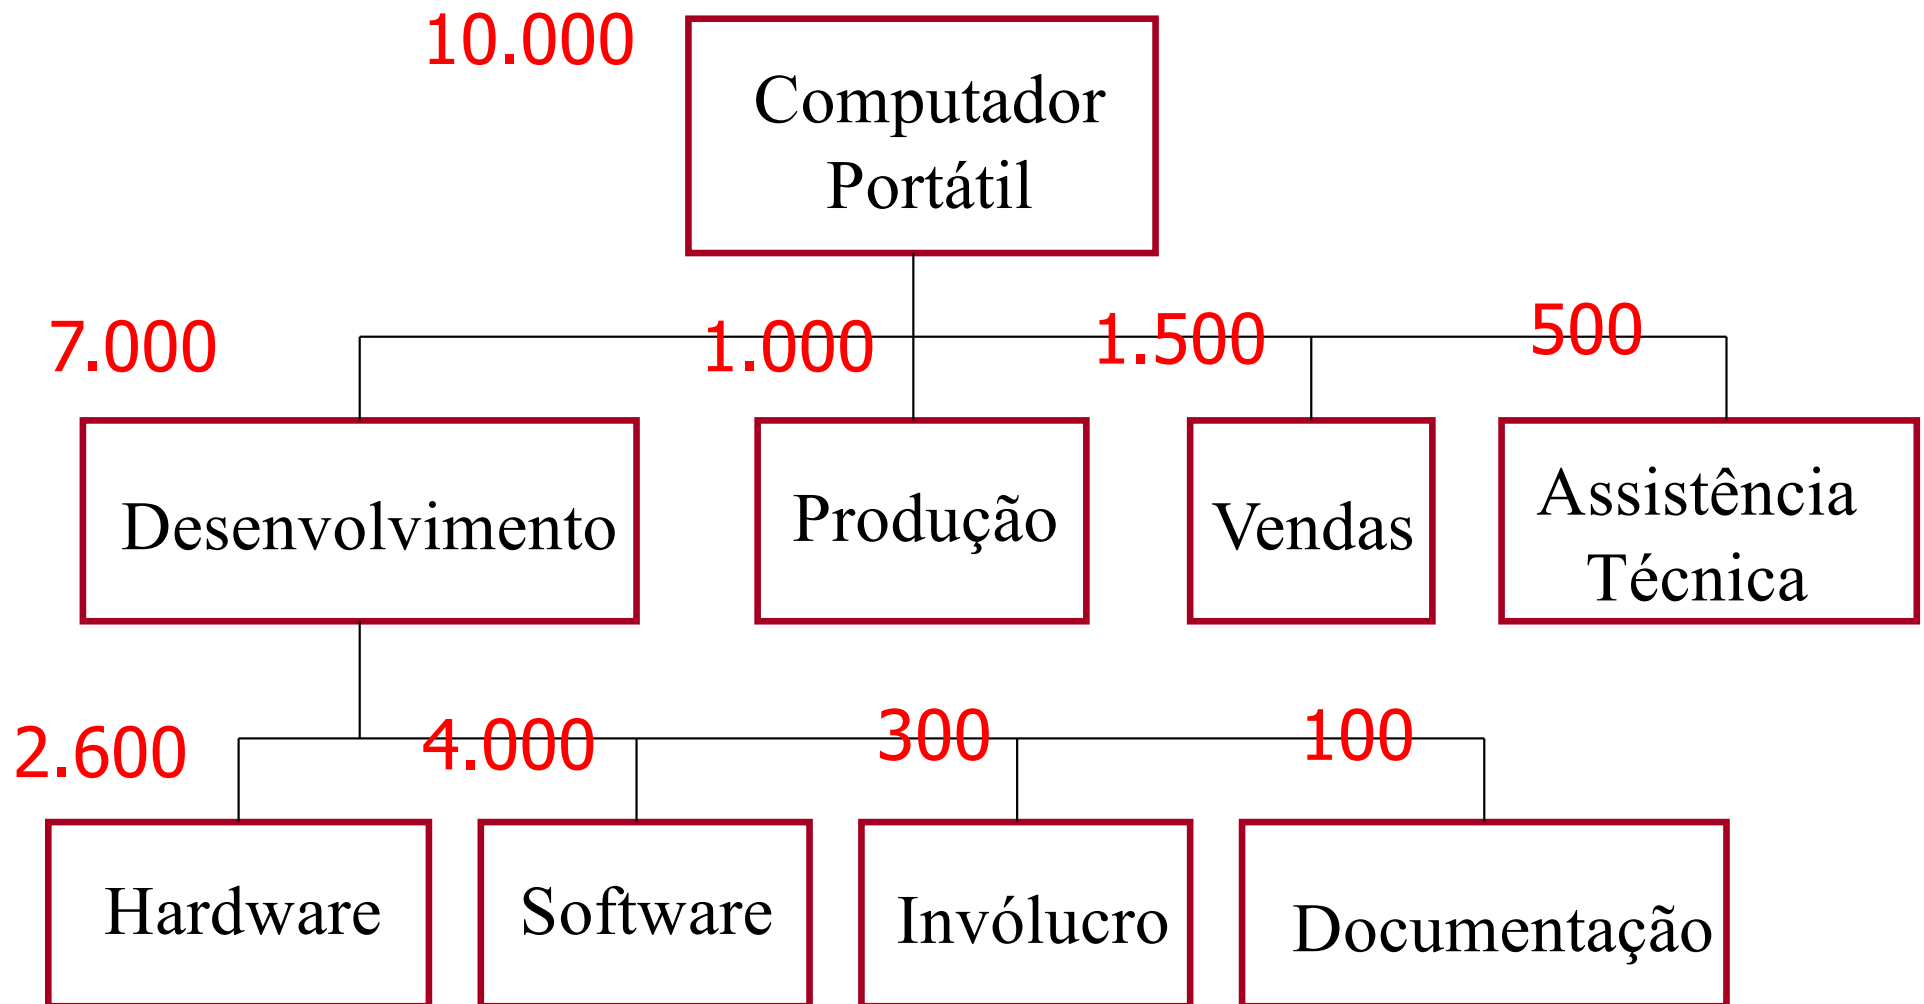 10.000
Computador
Portátil
7.000
1.000
1.500
500
Desenvolvimento
Produção
Vendas
Assistência
Técnica
2.600
4.000
300
100
Hardware
Software
Invólucro
Documentação